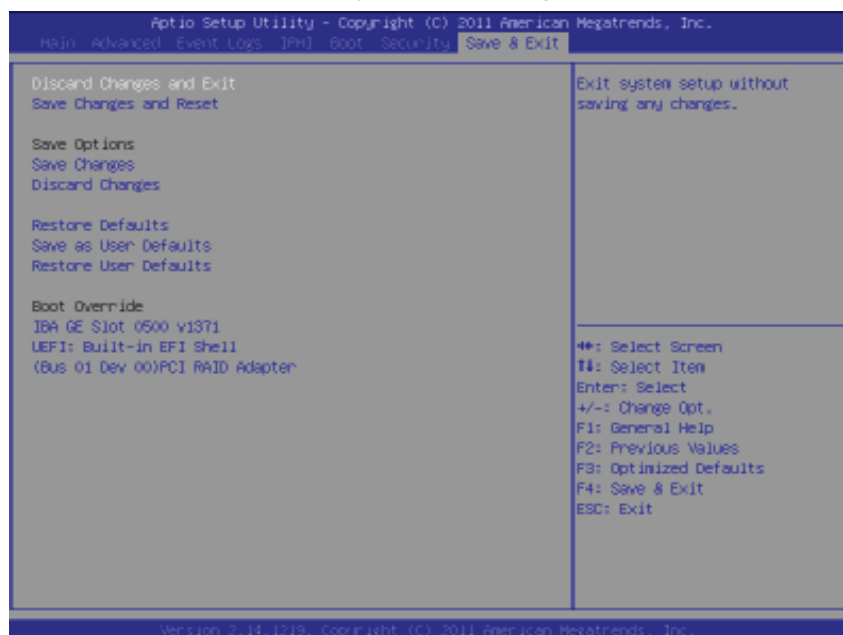 Aptio Setup Utility - Copyright (C) 2011 American Megatrends, Inc.
Main Advanced Event Logs IPMI Boot Security Save & Exit
Discard Changes and Exit
Save Changes and Reset
Save Options
Save Changes
Discard Changes
Restore Defaults
Save as User Defaults
Restore User Defaults
Boot Override
IBA GE Slot 0500 v1371
UEFI: Built-in EFI Shell
(Bus 01 Dev 00)PCI RAID Adapter
Exit system setup without
saving any changes.
↔: Select Screen
↑↓: Select Item
Enter: Select
+/-: Change Opt.
F1: General Help
F2: Previous Values
F3: Optimized Defaults
F4: Save & Exit
ESC: Exit
Version 2.14.1219. Copyright (C) 2011 American Megatrends, Inc.